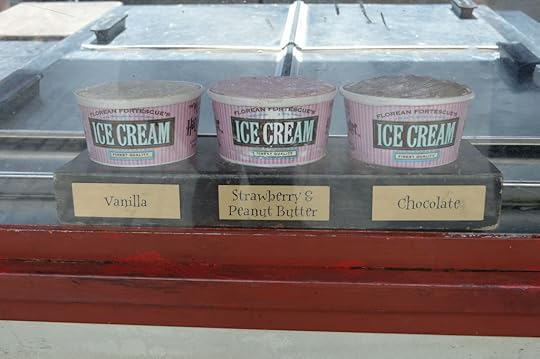 FLOREAN FORTESCUE'S
ICE CREAM
FINEST QUALITY
FLOREAN FORTESCUE'S
ICE CREAM
FINEST QUALITY
FLOREAN FORTESCUE'S
ICE CREAM
FINEST QUALITY
Vanilla
Strawberry &
Peanut Butter
Chocolate